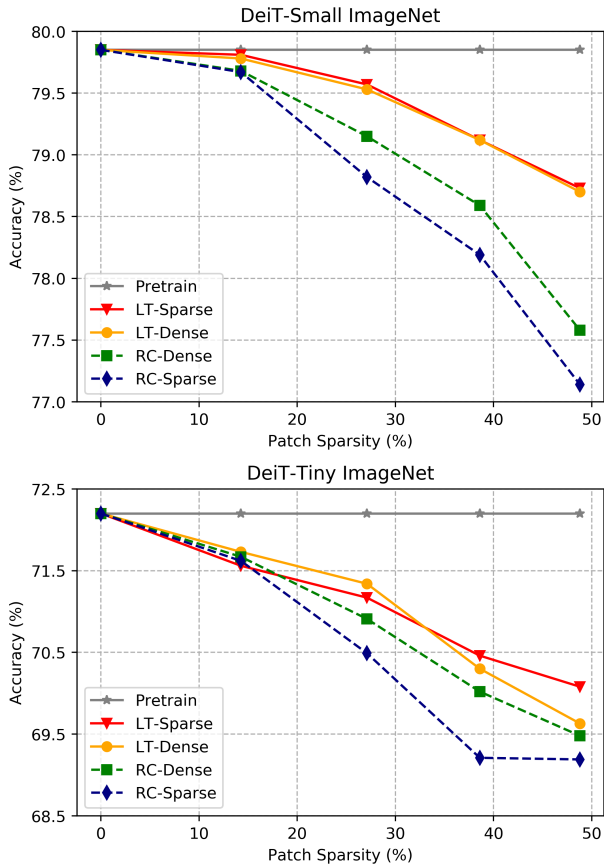 DeiT-Small ImageNet
80.0
79.5
79.0
78.5
78.0
77.5
77.0
Accuracy (%)
Pretrain
LT-Sparse
LT-Dense
RC-Dense
RC-Sparse
0 10 20 30 40 50
Patch Sparsity (%)
DeiT-Tiny ImageNet
72.5
71.5
70.5
69.5
68.5
Accuracy (%)
Pretrain
LT-Sparse
LT-Dense
RC-Dense
RC-Sparse
0 10 20 30 40 50
Patch Sparsity (%)